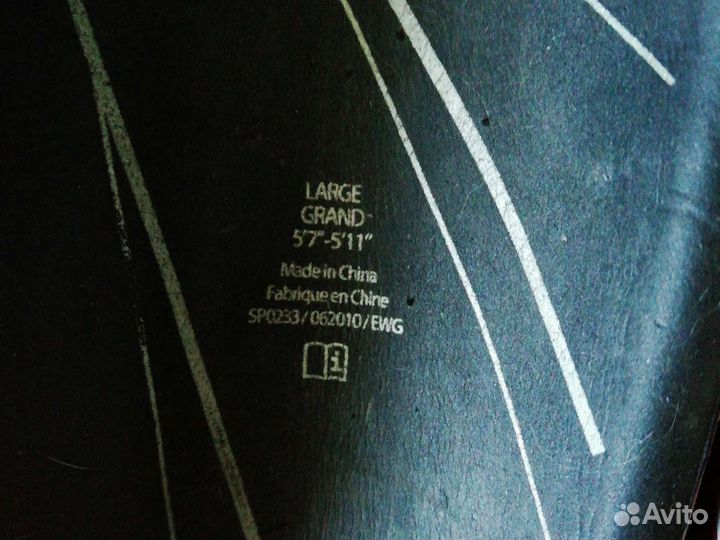 LARGE
GRAND
5'7"-5'11"
Made in China
Fabrique en Chine
SP0233/062010/EWG
i
Avito